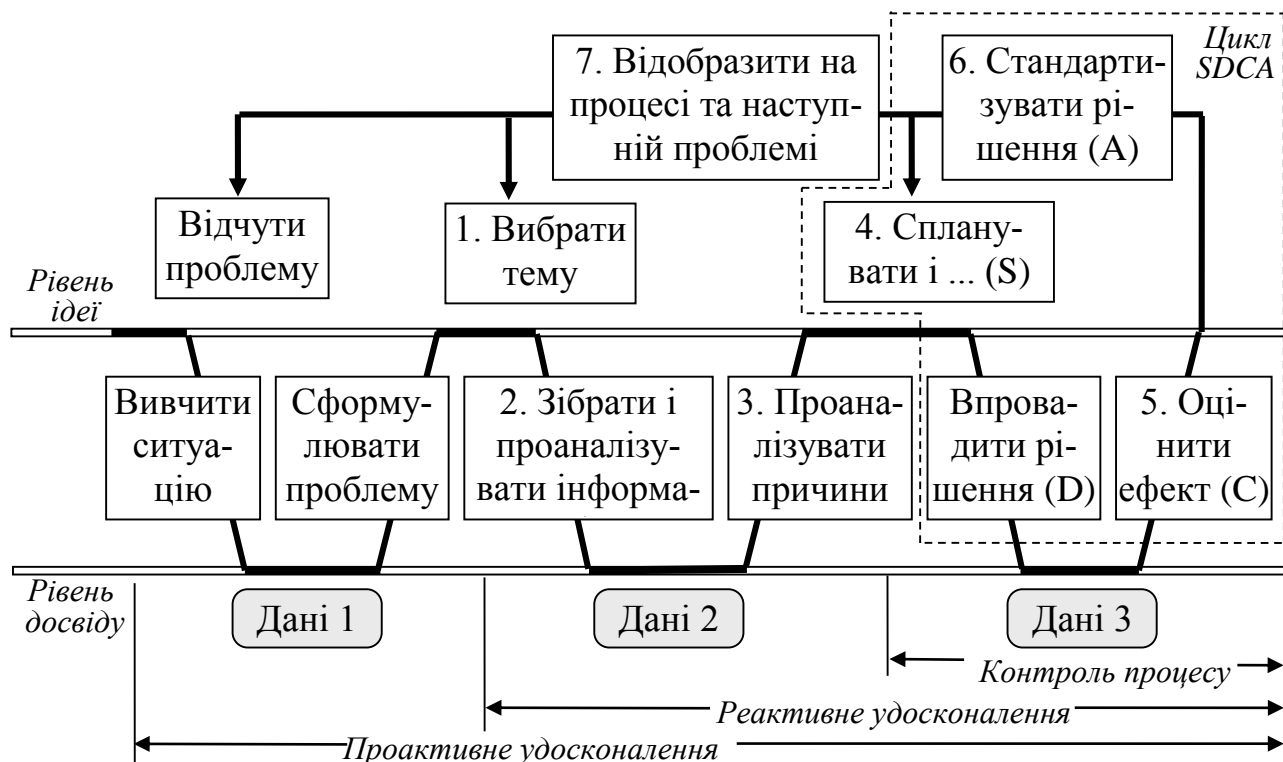 Цикл
SDCA
7. Відобразити на
процесі та наступ-
ній проблемі
6. Стандарти-
зувати рі-
шення (A)
Відчути
проблему
1. Вибрати
тему
4. Сплану-
вати і ... (S)
Рівень
ідеї
Вивчити
ситуа-
цію
Сформу-
лювати
проблему
2. Зібрати і
проаналізу-
вати інформа-
3. Проана-
лізувати
причини
Впрова-
дити рі-
шення (D)
5. Оці-
нити
ефект (C)
Рівень
досвіду
Дані 1
Дані 2
Дані 3
Контроль процесу
Реактивне удосконалення
Проактивне удосконалення